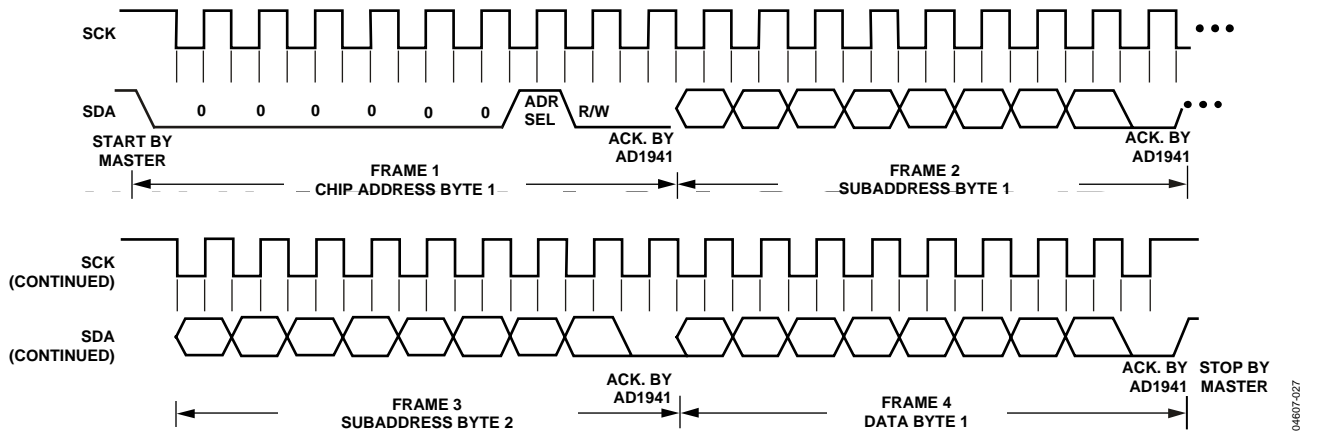 SCK
SDA
0 0 0 0 0 0
ADR
SEL
R/W
START BY
MASTER
ACK. BY
AD1941
ACK. BY
AD1941
FRAME 1
CHIP ADDRESS BYTE 1
FRAME 2
SUBADDRESS BYTE 1
SCK
(CONTINUED)
SDA
(CONTINUED)
ACK. BY
AD1941
ACK. BY
AD1941
STOP BY
MASTER
FRAME 3
SUBADDRESS BYTE 2
FRAME 4
DATA BYTE 1
04607-027